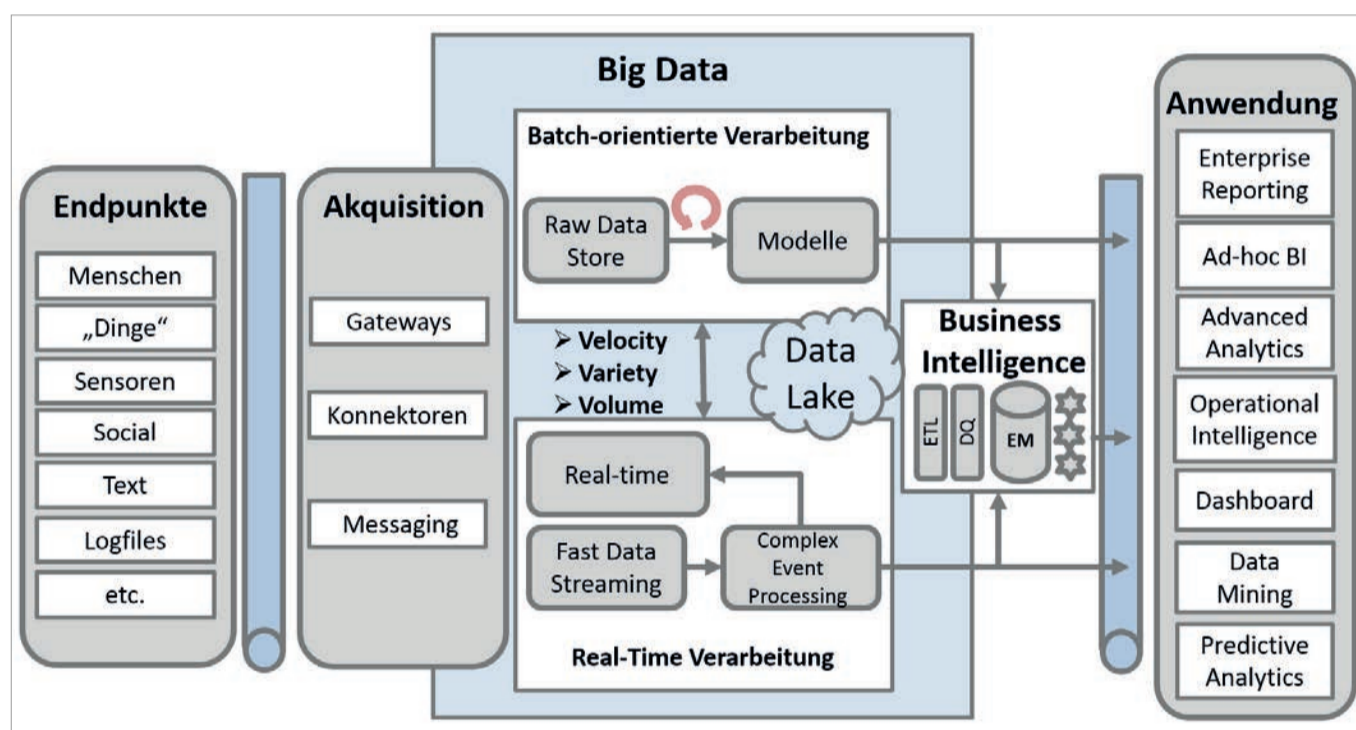 Big Data
Endpunkte
Menschen
„Dinge“
Sensoren
Social
Text
Logfiles
etc.
Akquisition
Gateways
Konnektoren
Messaging
Batch-orientierte Verarbeitung
Raw Data
Store
Modelle
Velocity
Variety
Volume
Data
Lake
Real-time
Fast Data
Streaming
Complex
Event
Processing
Real-Time Verarbeitung
Business
Intelligence
ETL
DQ
EM
Anwendung
Enterprise
Reporting
Ad-hoc BI
Advanced
Analytics
Operational
Intelligence
Dashboard
Data
Mining
Predictive
Analytics